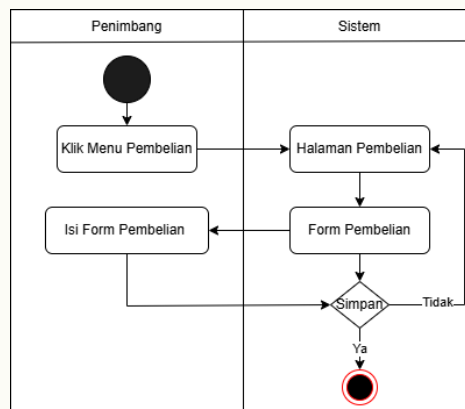 Penimbang
Sistem
Klik Menu Pembelian
Halaman Pembelian
Isi Form Pembelian
Form Pembelian
Simpan
Tidak
Ya